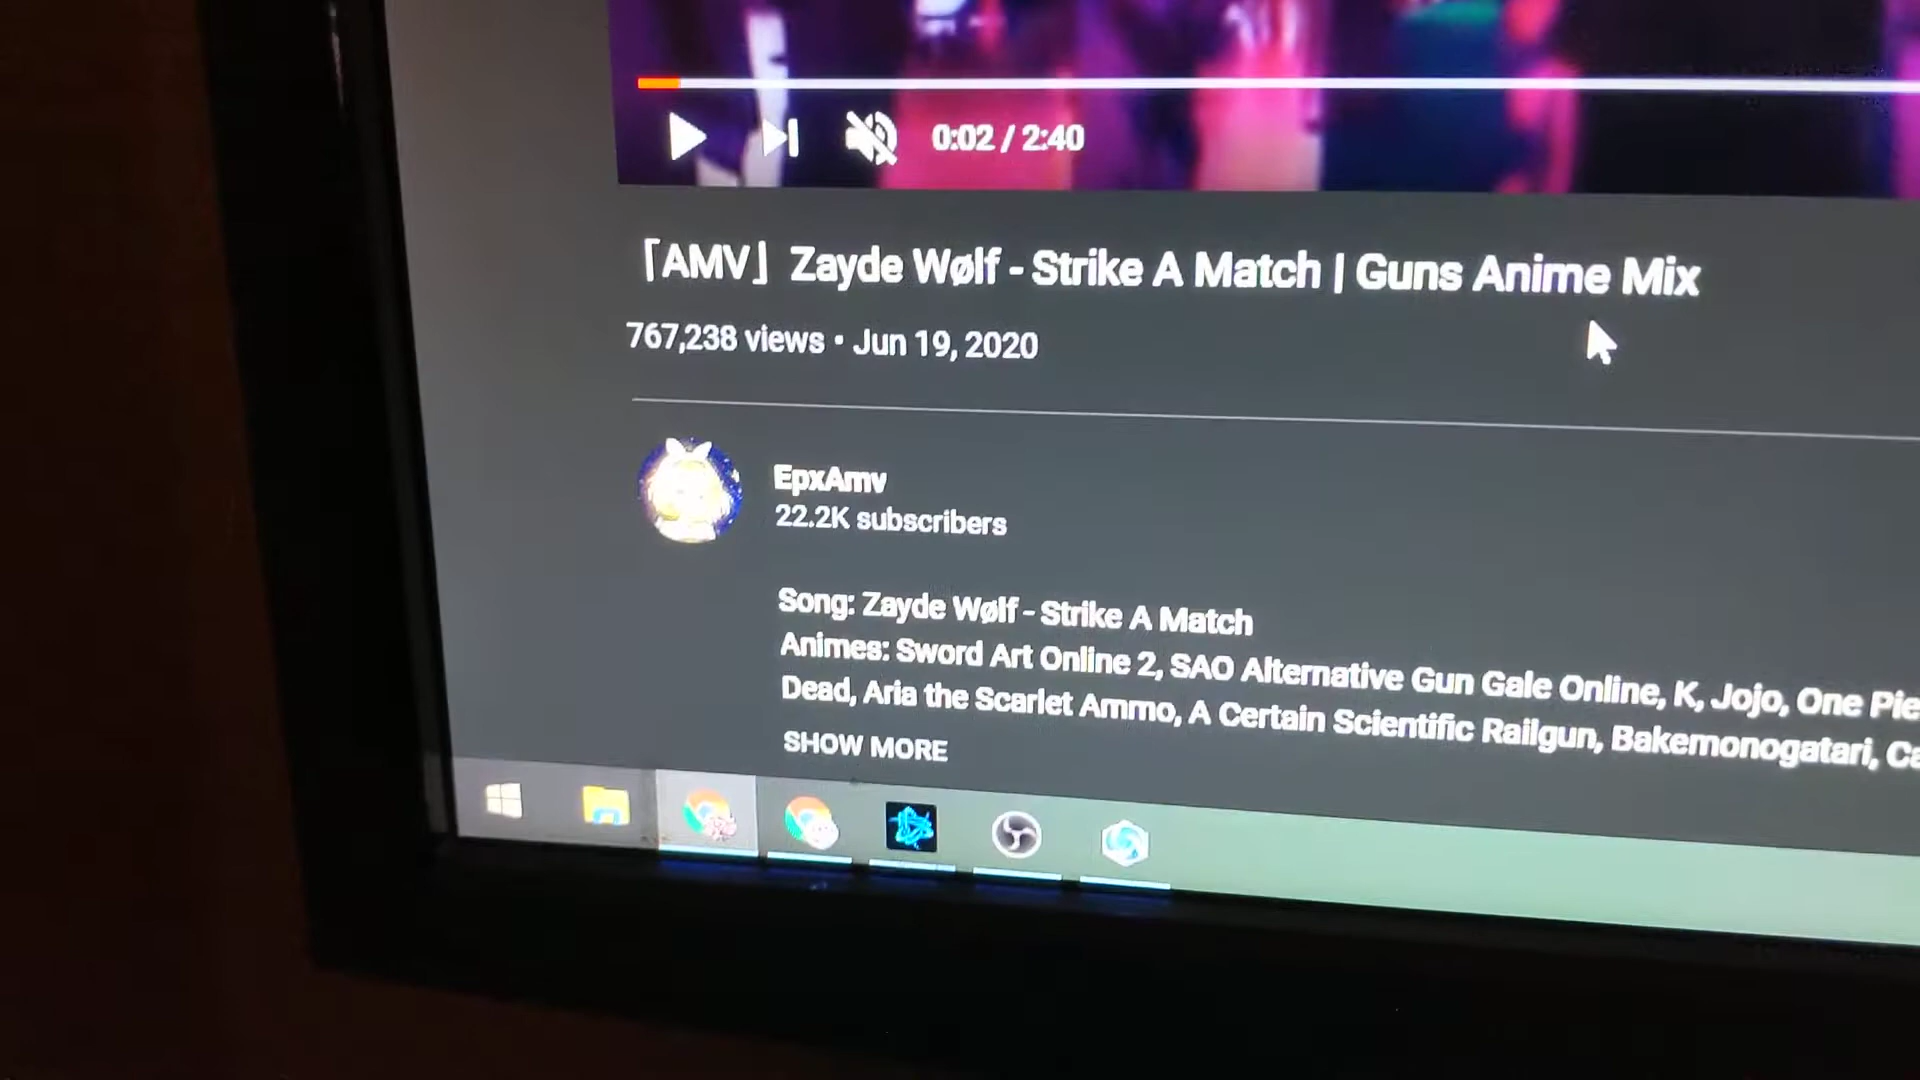 0:02 / 2:40
「AMV」 Zayde Wølf - Strike A Match | Guns Anime Mix
767,238 views • Jun 19, 2020
EpxAmv
22.2K subscribers
Song: Zayde Wølf - Strike A Match
Animes: Sword Art Online 2, SAO Alternative Gun Gale Online, K, Jojo, One Pie
Dead, Aria the Scarlet Ammo, A Certain Scientific Railgun, Bakemonogatari, Ca
SHOW MORE